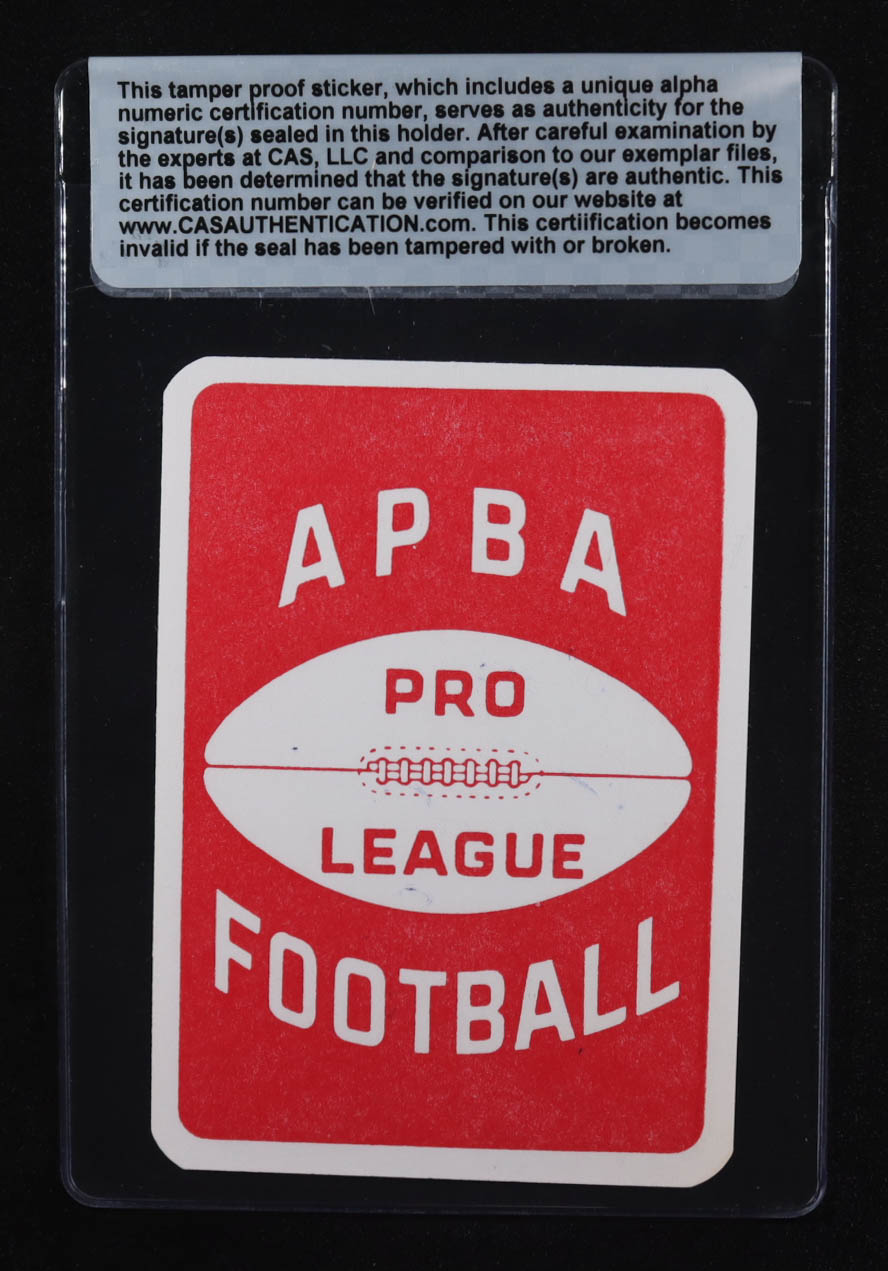 This tamper proof sticker, which includes a unique alpha
numeric certification number, serves as authenticity for the
signature(s) sealed in this holder. After careful examination by
the experts at CAS, LLC and comparison to our exemplar files,
it has been determined that the signature(s) are authentic. This
certification number can be verified on our website at
www.CASAUTHENTICATION.com. This certiification becomes
invalid if the seal has been tampered with or broken.
APBA
PRO
LEAGUE
FOOTBALL